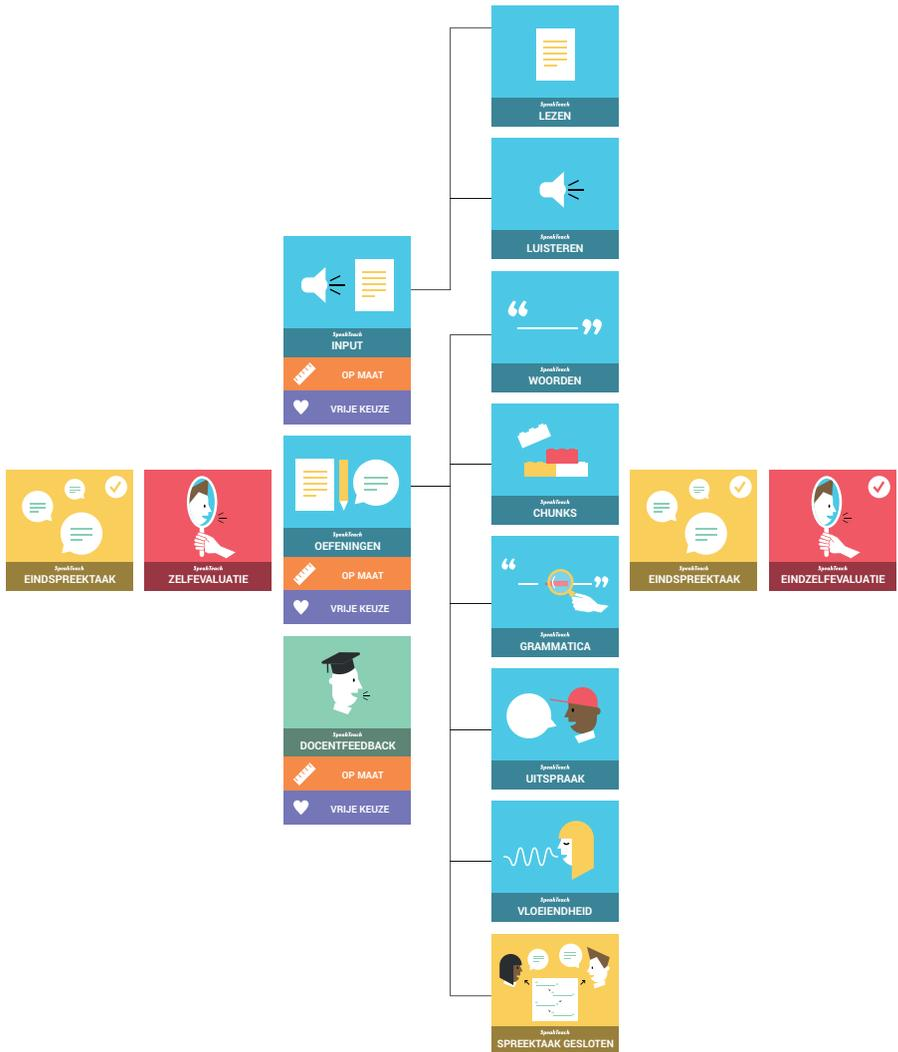 SpeakTeach
EINDSPREEKTAAK
SpeakTeach
ZELFEVALUATIE
SpeakTeach
INPUT
OP MAAT
VRIJE KEUZE
SpeakTeach
OEFENINGEN
OP MAAT
VRIJE KEUZE
SpeakTeach
DOCENTFEEDBACK
OP MAAT
VRIJE KEUZE
SpeakTeach
LEZEN
SpeakTeach
LUISTEREN
SpeakTeach
WOORDEN
SpeakTeach
CHUNKS
SpeakTeach
GRAMMATICA
SpeakTeach
UITSPRAAK
SpeakTeach
VLOEIENDHEID
SpeakTeach
SPREEKTAAK GESLOTEN
SpeakTeach
EINDSPREEKTAAK
SpeakTeach
EINDZELFEVALUATIE